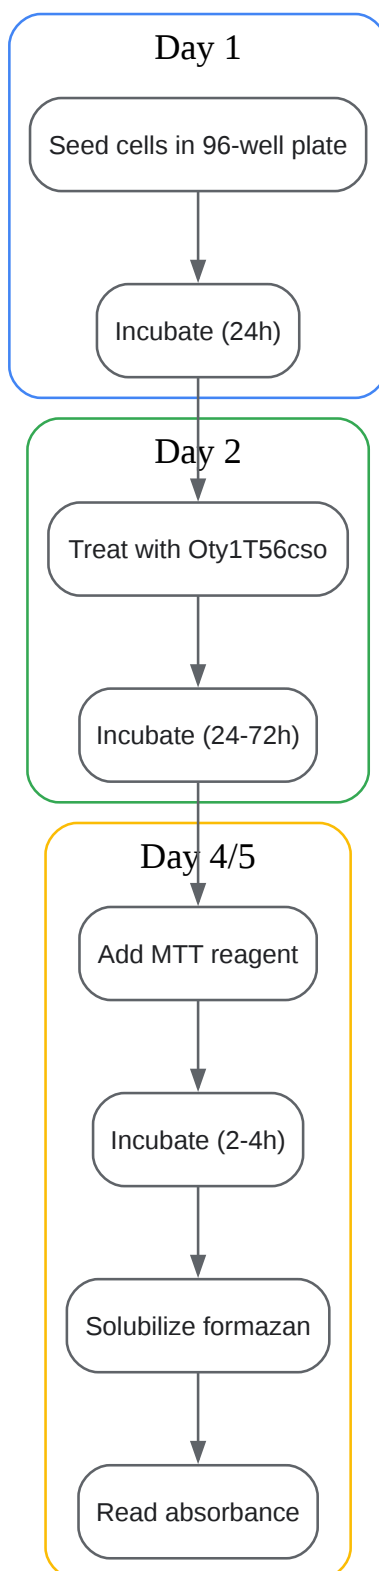 Day 1
Seed cells in 96-well plate
Incubate (24h)
Day 2
Treat with Oty1T56cso
Incubate (24-72h)
Day 4/5
Add MTT reagent
Incubate (2-4h)
Solubilize formazan
Read absorbance